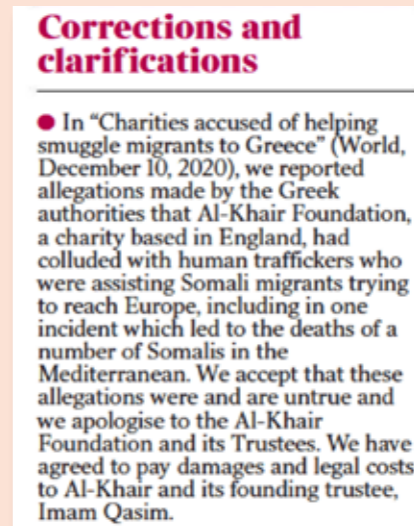 Corrections and
clarifications
● In “Charities accused of helping
smuggle migrants to Greece” (World,
December 10, 2020), we reported
allegations made by the Greek
authorities that Al-Khair Foundation,
a charity based in England, had
colluded with human traffickers who
were assisting Somali migrants trying
to reach Europe, including in one
incident which led to the deaths of a
number of Somalis in the
Mediterranean. We accept that these
allegations were and are untrue and
we apologise to the Al-Khair
Foundation and its Trustees. We have
agreed to pay damages and legal costs
to Al-Khair and its founding trustee,
Imam Qasim.